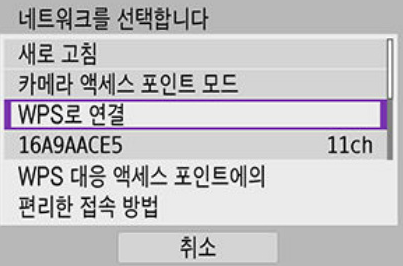 네트워크를 선택합니다
새로 고침
카메라 액세스 포인트 모드
WPS로 연결
16A9AACE5 11ch
WPS 대응 액세스 포인트에의
편리한 접속 방법
취소